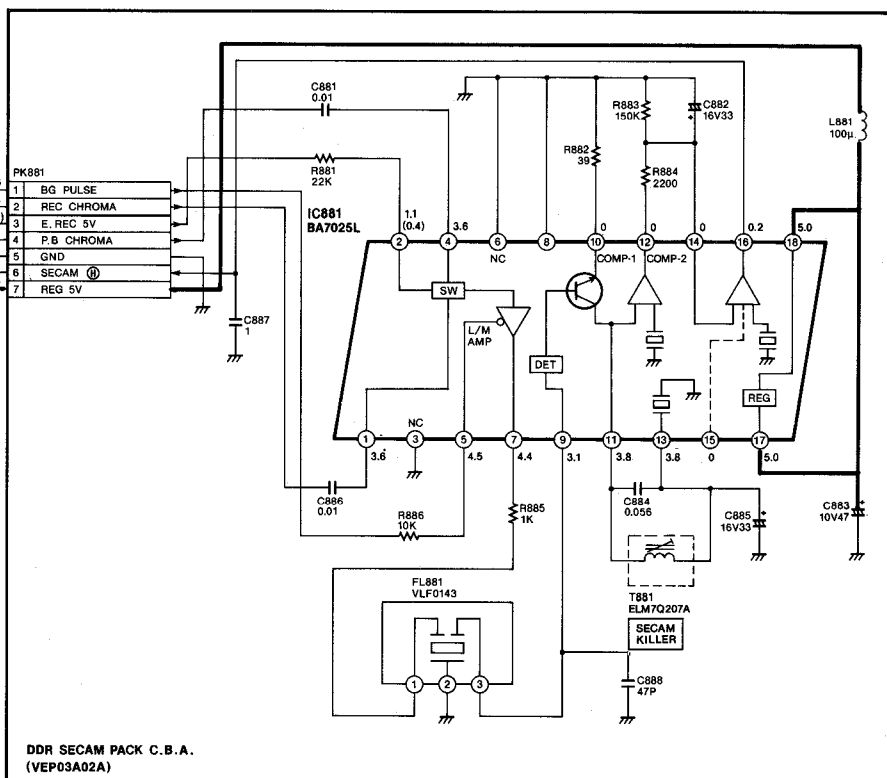 C881
0.01
R881
22K
PK881
1 BG PULSE
2 REC CHROMA
3 E.REC 5V
4 P.B CHROMA
5 GND
6 SECAM Ⓗ
7 REG 5V
C887
1
IC881
BA7025L
1.1
(0.4)
3.6
R882
39
R883
150K
C882
16V33
R884
2200
L881
100μ
0
0
0
0.2
5.0
2
4
6
8
10
12
14
16
18
NC
COMP-1
COMP-2
SW
L/M
AMP
DET
REG
NC
1
3
5
7
9
11
13
15
17
3.6
4.5
4.4
3.1
3.8
3.8
0
5.0
C886
0.01
R886
10K
R885
1K
C884
0.056
C885
16V33
C883
10V47
FL881
VLF0143
1
2
3
T881
ELM7Q207A
SECAM
KILLER
C888
47P
DDR SECAM PACK C.B.A.
(VEP03A02A)